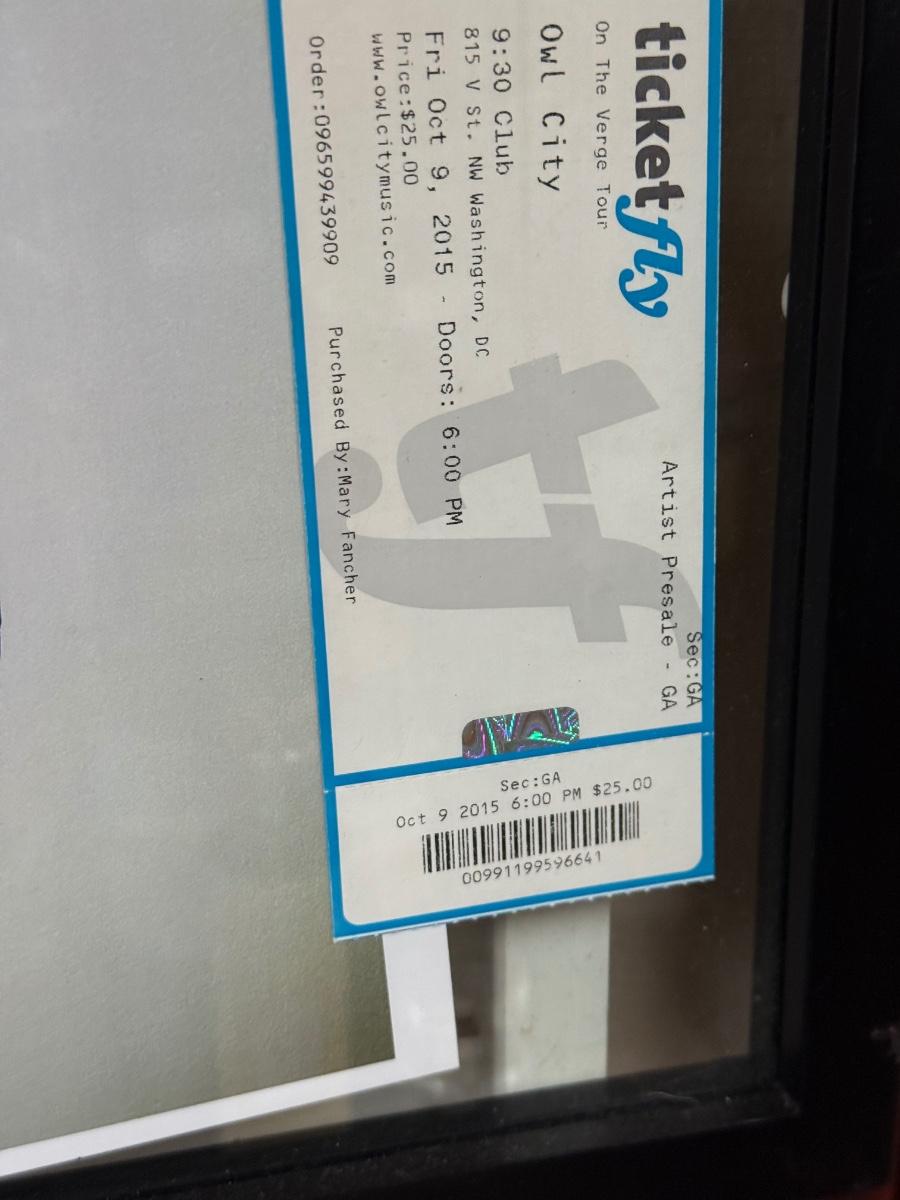 ticketfly
Sec:GA
Artist Presale - GA
On The Verge Tour
Owl City
9:30 Club
815 V St. NW Washington, DC
Fri Oct 9, 2015 - Doors: 6:00 PM
Price:$25.00
www.owlcitymusic.com
Order:096599439909 Purchased By:Mary Fancher
tf
Sec:GA
Oct 9 2015 6:00 PM $25.00
00991199596641